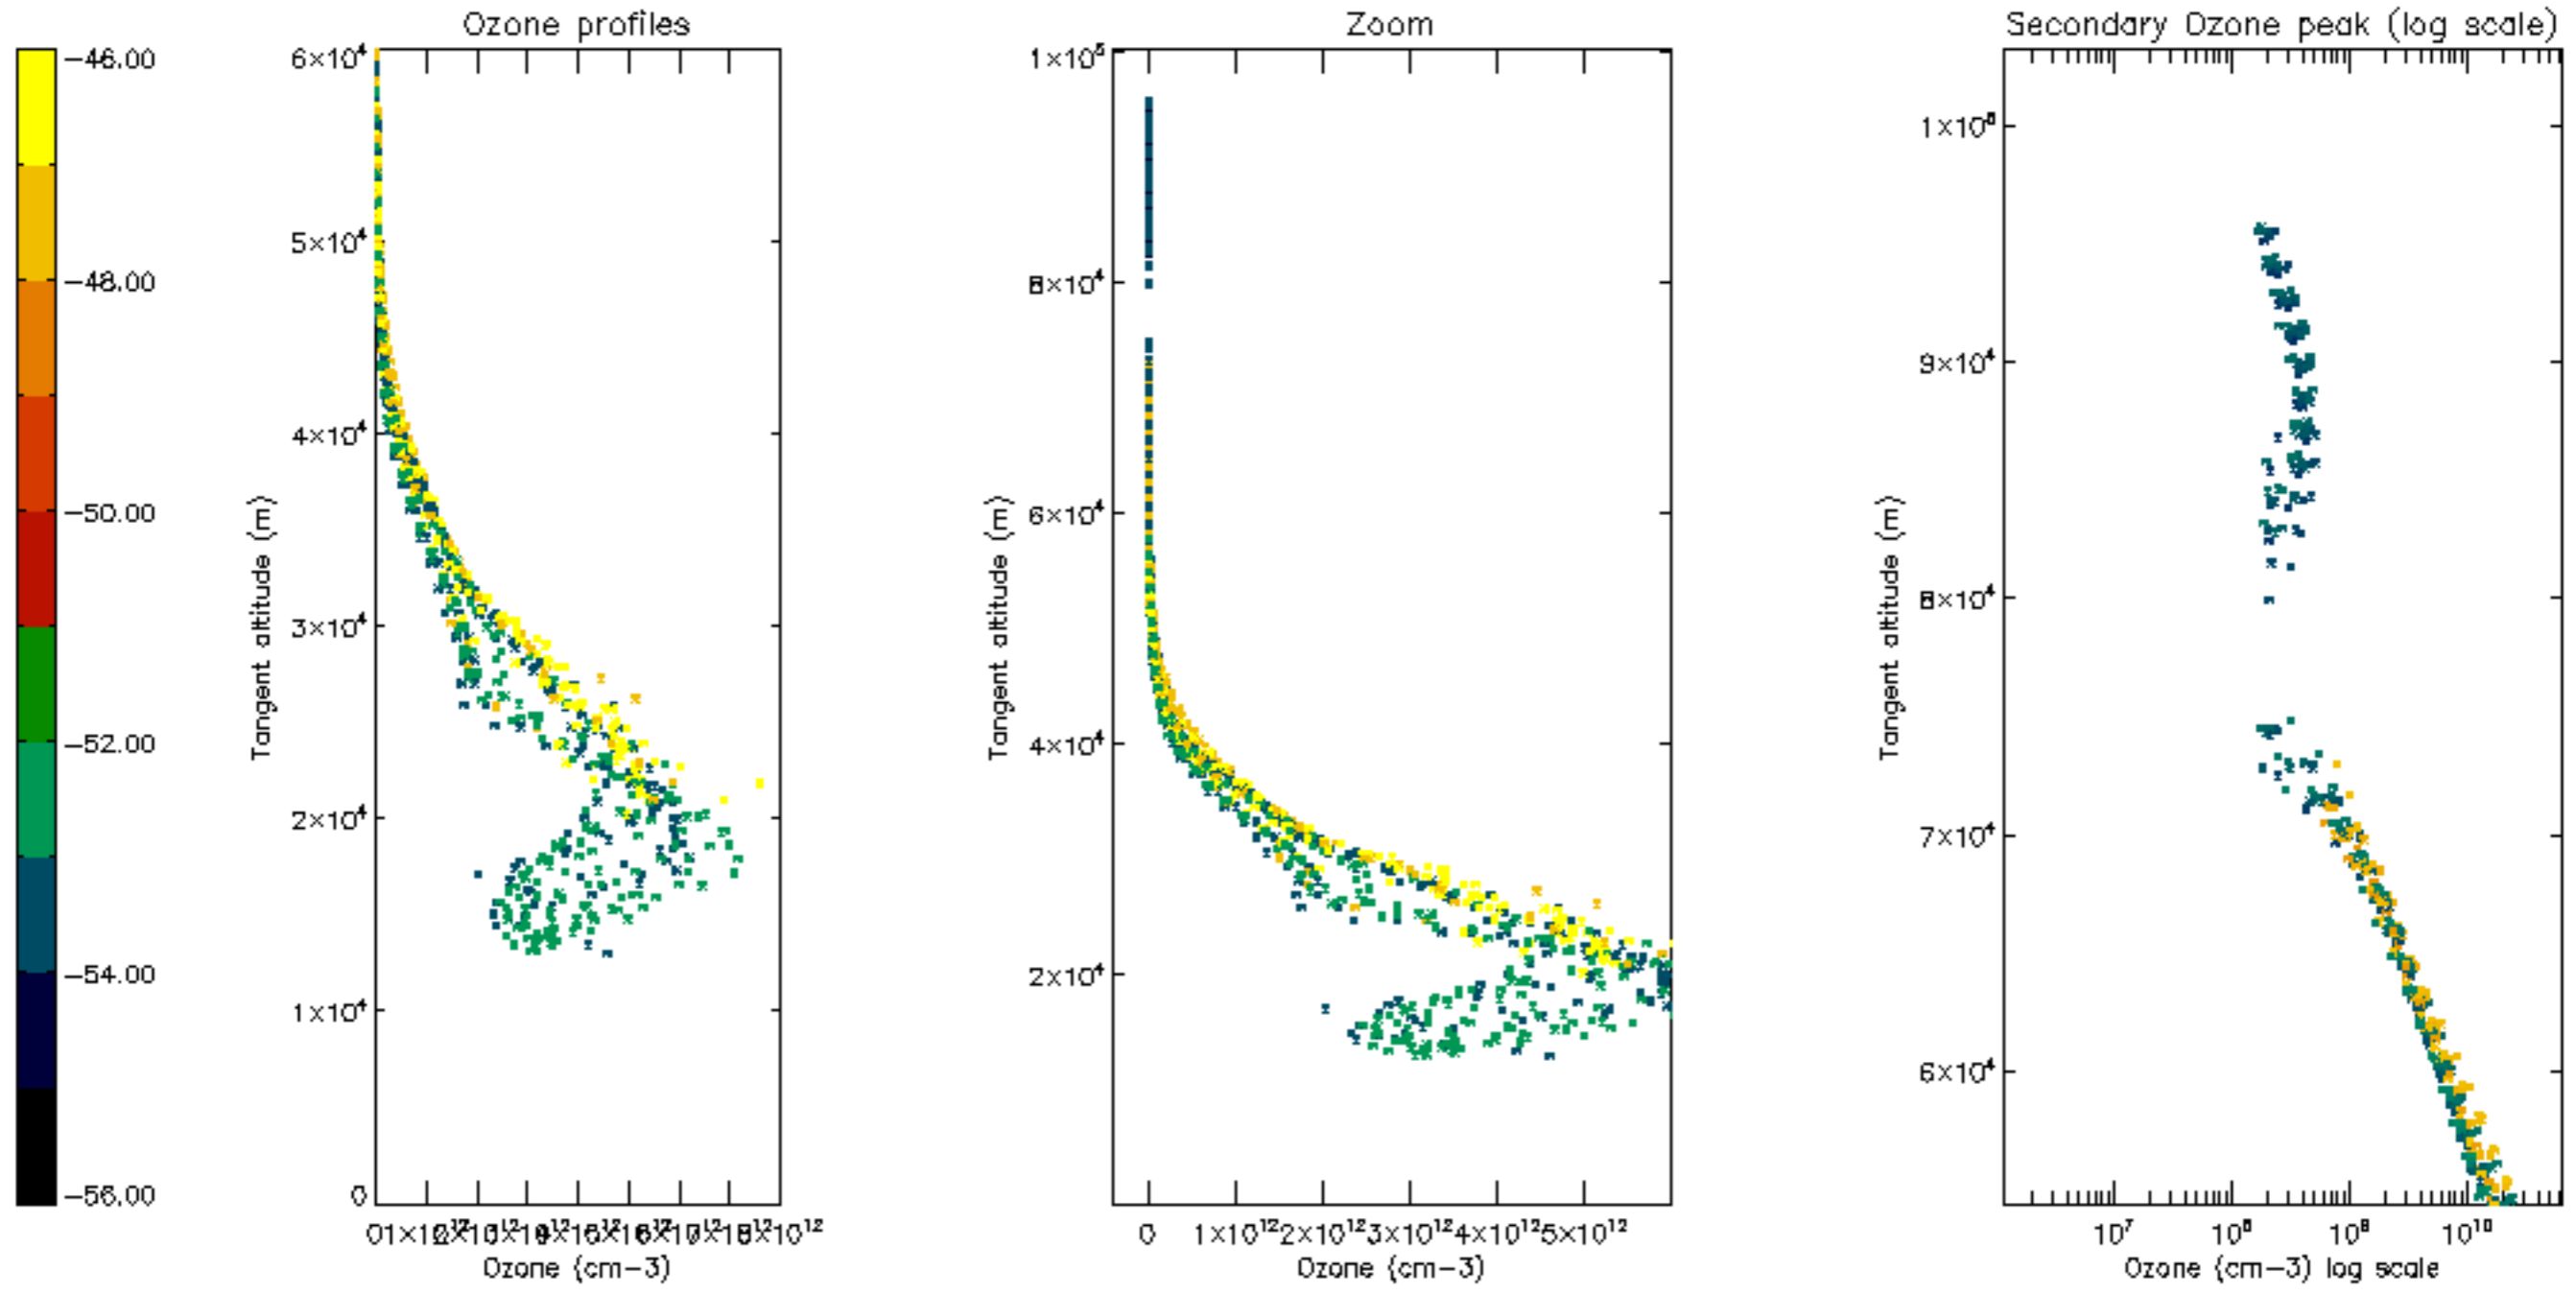 Ozone profiles
Zoom
Secondary Ozone peak (log scale)
−46.00
−48.00
−50.00
−52.00
−54.00
−56.00
6×10⁴
5×10⁴
4×10⁴
3×10⁴
2×10⁴
1×10⁴
0
Tangent altitude (m)
Ozone (cm−3)
1×10⁵
8×10⁴
6×10⁴
4×10⁴
2×10⁴
Tangent altitude (m)
0 1×10¹² 2×10¹² 3×10¹² 4×10¹² 5×10¹²
Ozone (cm−3)
1×10⁵
9×10⁴
8×10⁴
7×10⁴
6×10⁴
Tangent altitude (m)
10⁷ 10⁸ 10⁹ 10¹⁰
Ozone (cm−3) log scale